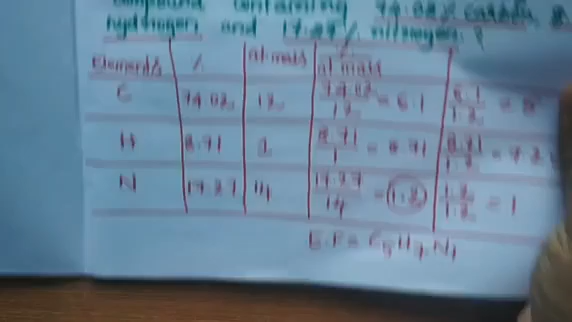 compound containing 74.02% carbon,
hydrogen and 17.27% nitrogen?
Elements % at.mass %
at mass
C 74.02 12 74.02/12 = 6.1 6.1/1.2 = 5
H 8.71 1 8.71/1 = 8.71 8.71/1.2 = 7.2
N 17.27 14 17.27/14 = 1.2 1.2/1.2 = 1
E.F = C5H7N1